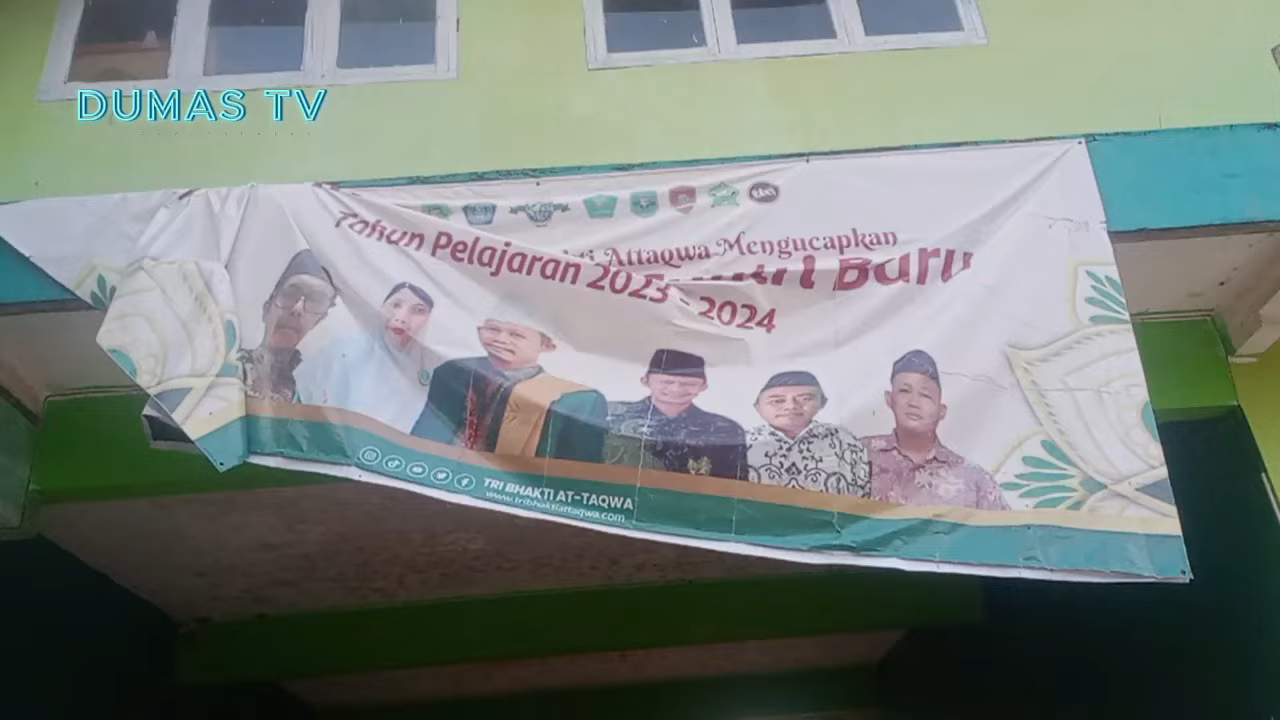 DUMAS TV
Attaqwa Mengucapkan
Baru
Tahun Pelajaran 2023 - 2024
TRI BHAKTI AT-TAQWA
www.tribhaktiattaqwa.com